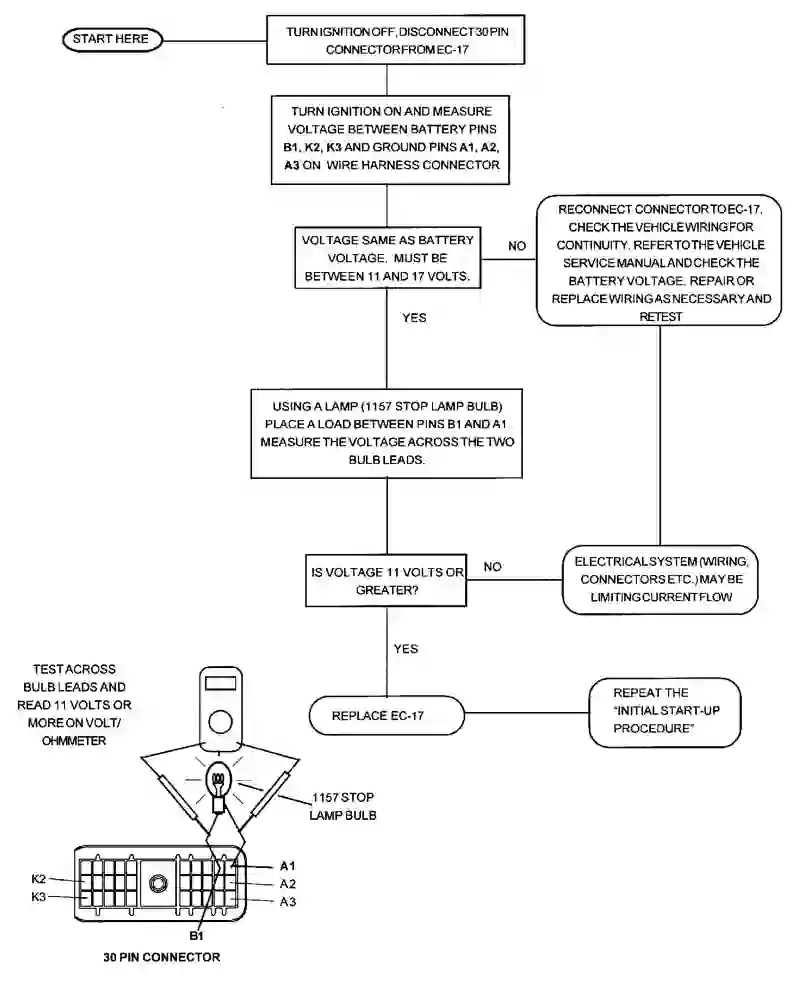 START HERE
TURN IGNITION OFF, DISCONNECT 30 PIN
CONNECTOR FROM EC-17
TURN IGNITION ON AND MEASURE
VOLTAGE BETWEEN BATTERY PINS
B1, K2, K3 AND GROUND PINS A1, A2,
A3 ON WIRE HARNESS CONNECTOR
VOLTAGE SAME AS BATTERY
VOLTAGE. MUST BE
BETWEEN 11 AND 17 VOLTS.
NO
RECONNECT CONNECTOR TO EC-17.
CHECK THE VEHICLE WIRING FOR
CONTINUITY. REFER TO THE VEHICLE
SERVICE MANUAL AND CHECK THE
BATTERY VOLTAGE. REPAIR OR
REPLACE WIRING AS NECESSARY AND
RETEST
YES
USING A LAMP (1157 STOP LAMP BULB)
PLACE A LOAD BETWEEN PINS B1 AND A1.
MEASURE THE VOLTAGE ACROSS THE TWO
BULB LEADS.
IS VOLTAGE 11 VOLTS OR
GREATER?
NO
ELECTRICAL SYSTEM (WIRING,
CONNECTORS ETC.) MAY BE
LIMITING CURRENT FLOW
YES
REPLACE EC-17
REPEAT THE
"INITIAL START-UP
PROCEDURE"
TEST ACROSS
BULB LEADS AND
READ 11 VOLTS OR
MORE ON VOLT/
OHMMETER
1157 STOP
LAMP BULB
A1
K2
A2
K3
A3
B1
30 PIN CONNECTOR